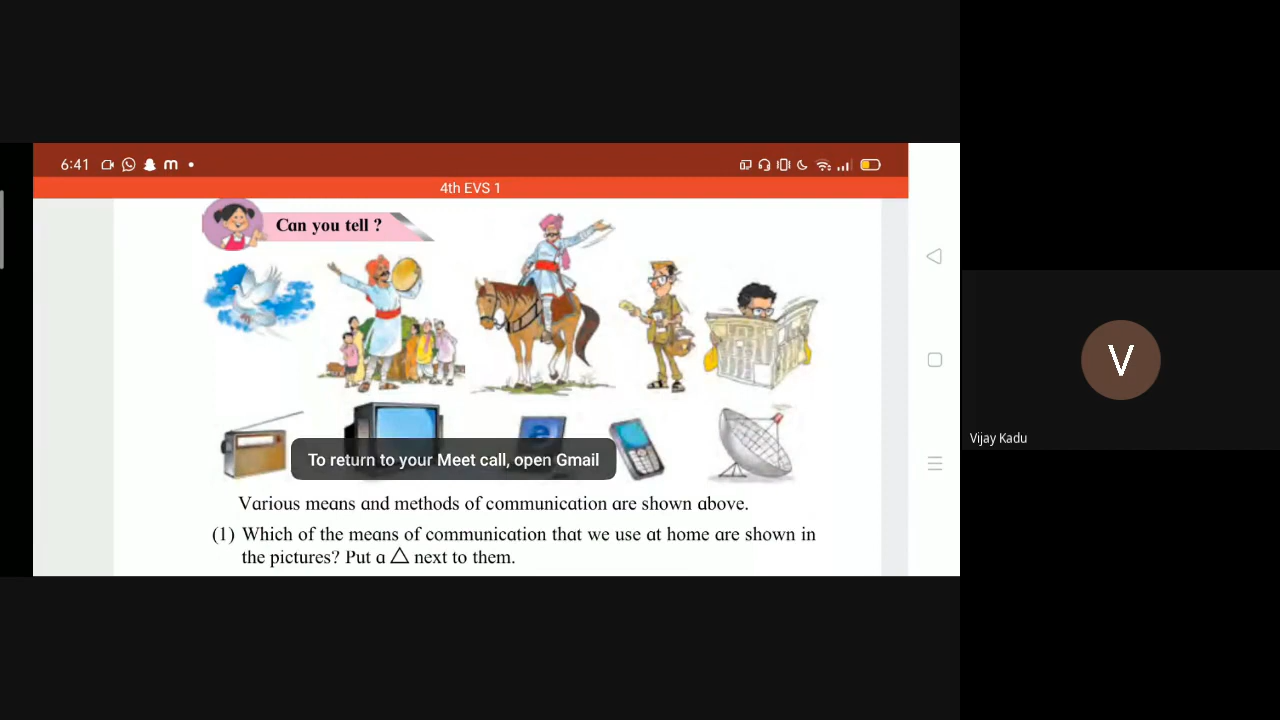 6:41
4th EVS 1
Can you tell ?
To return to your Meet call, open Gmail
Various means and methods of communication are shown above.
(1) Which of the means of communication that we use at home are shown in
the pictures? Put a △ next to them.
V
Vijay Kadu